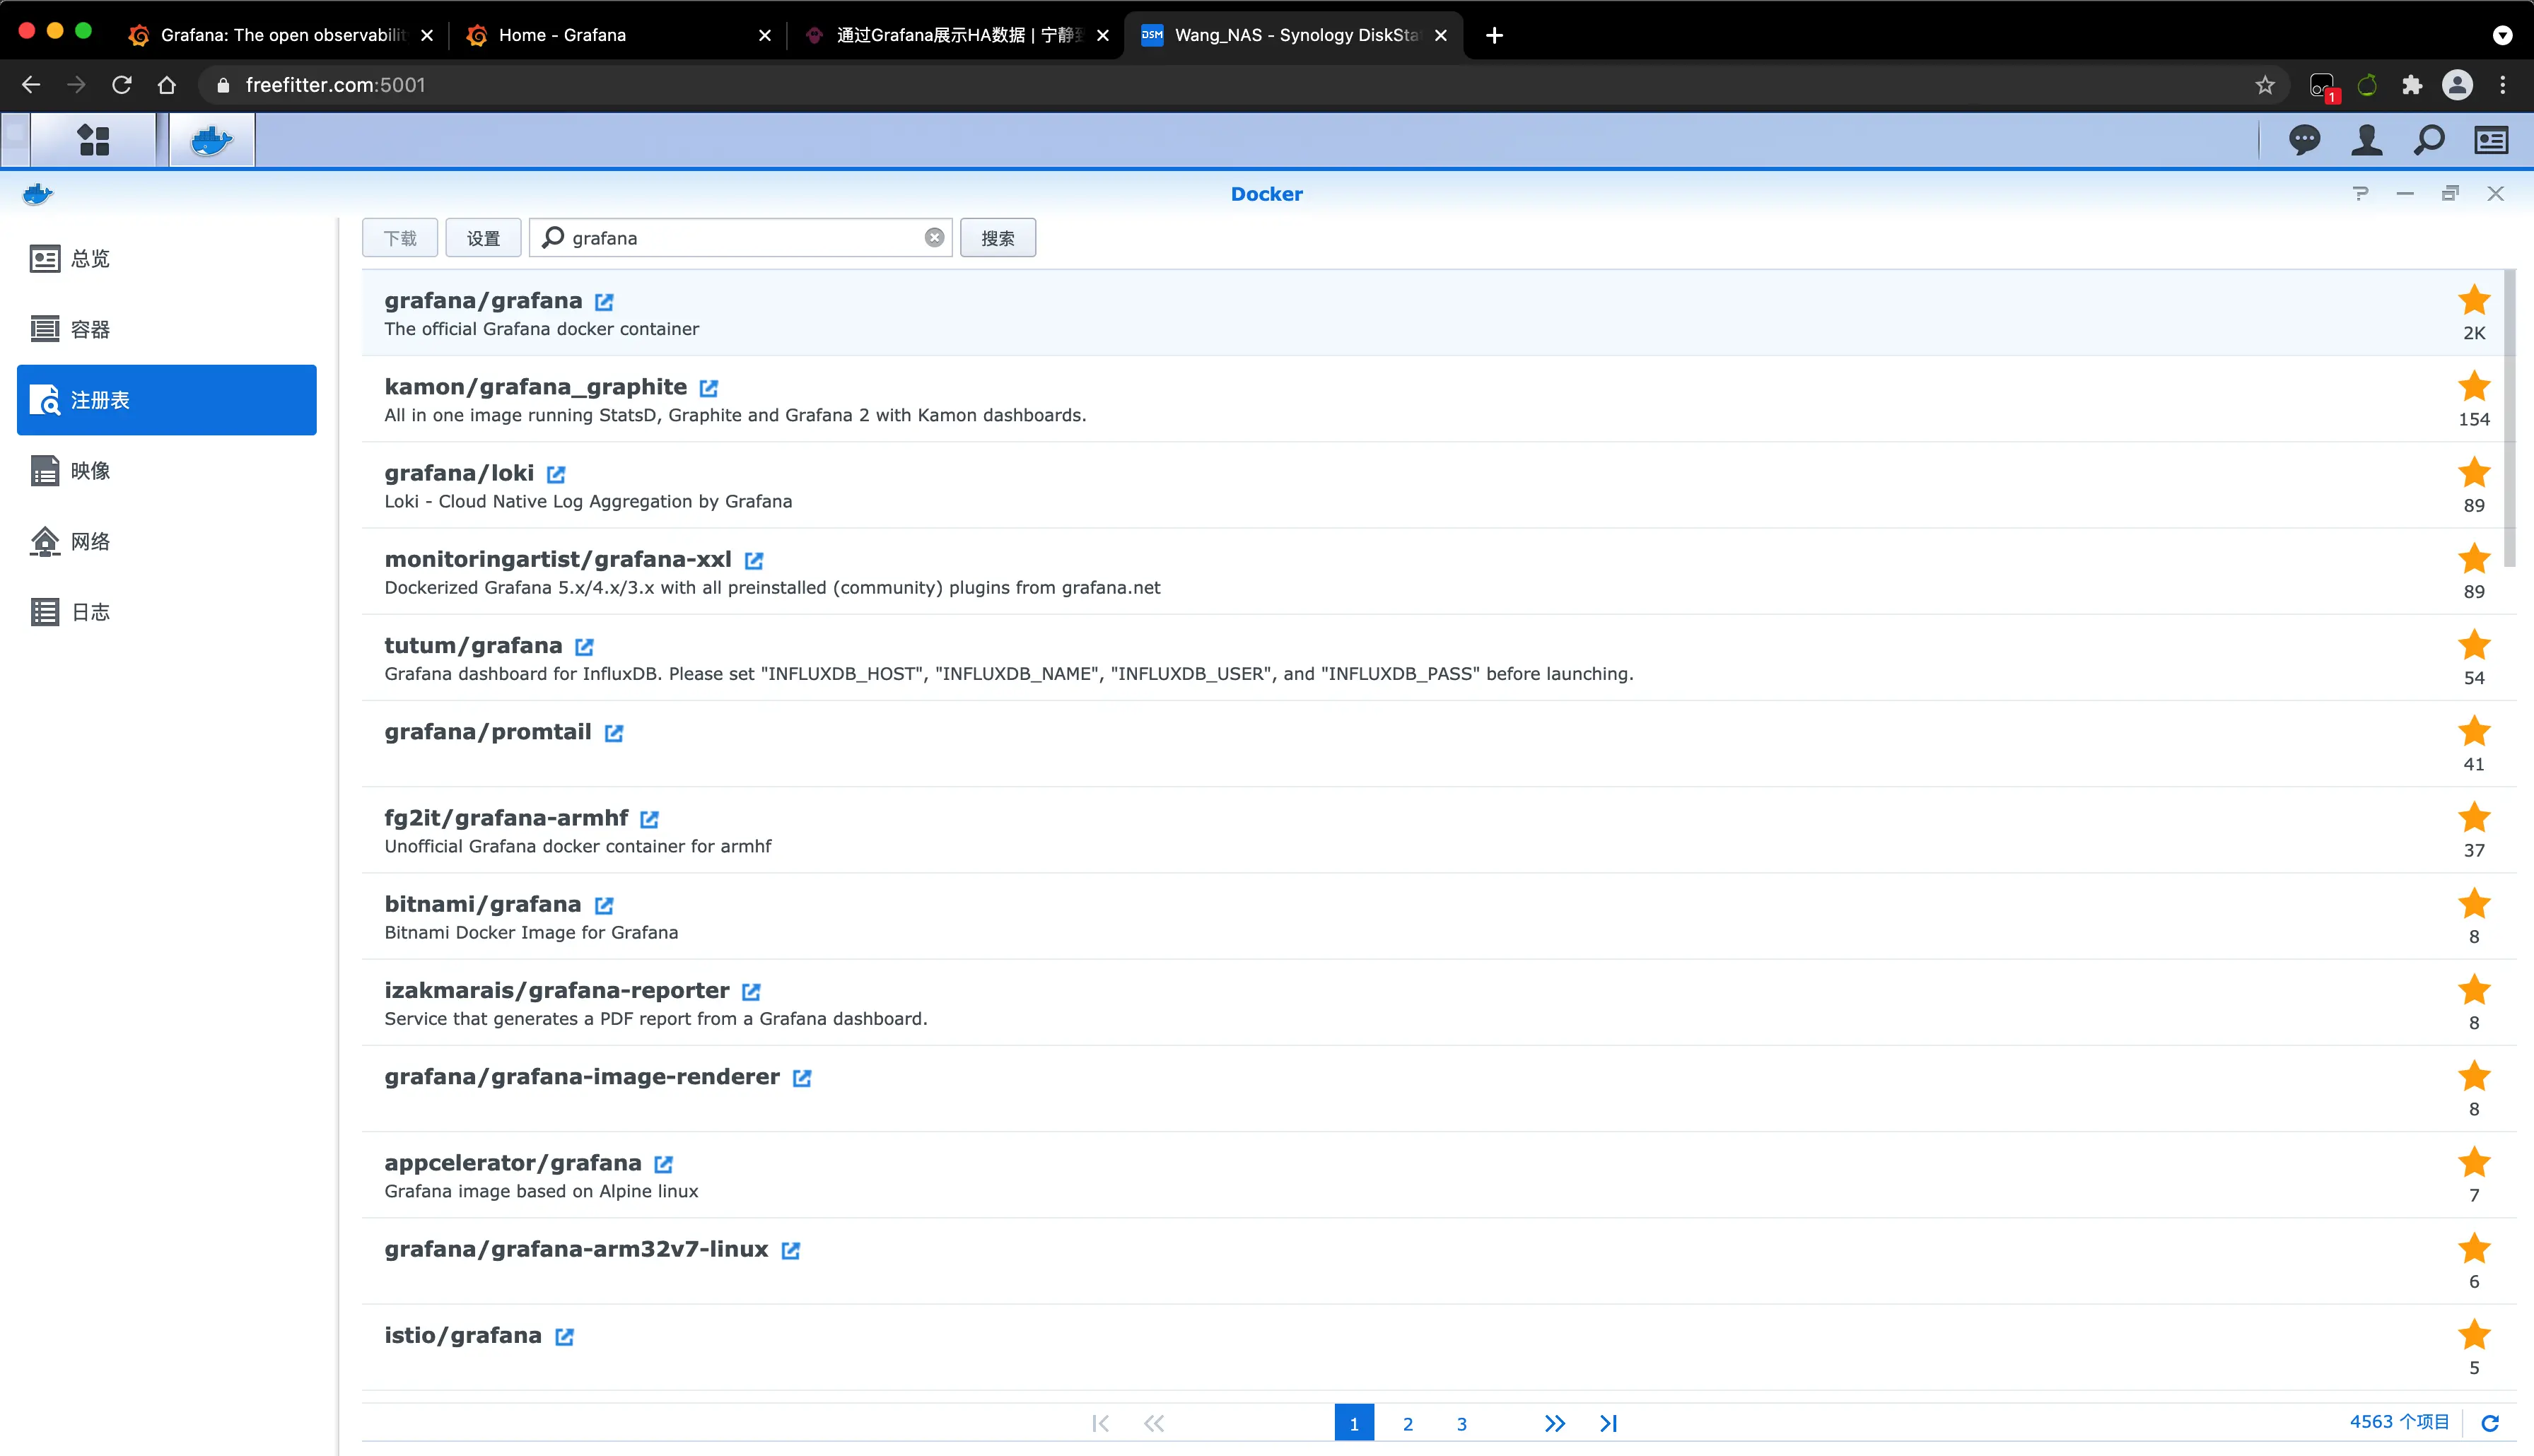 Grafana: The open observabilit
Home - Grafana
通过Grafana展示HA数据 | 宁静致
DSM
Wang_NAS - Synology DiskSta
freefitter.com:5001
1
Docker
总览
容器
注册表
映像
网络
日志
下载
设置
grafana
搜索
grafana/grafana
The official Grafana docker container
2K
kamon/grafana_graphite
All in one image running StatsD, Graphite and Grafana 2 with Kamon dashboards.
154
grafana/loki
Loki - Cloud Native Log Aggregation by Grafana
89
monitoringartist/grafana-xxl
Dockerized Grafana 5.x/4.x/3.x with all preinstalled (community) plugins from grafana.net
89
tutum/grafana
Grafana dashboard for InfluxDB. Please set "INFLUXDB_HOST", "INFLUXDB_NAME", "INFLUXDB_USER", and "INFLUXDB_PASS" before launching.
54
grafana/promtail
41
fg2it/grafana-armhf
Unofficial Grafana docker container for armhf
37
bitnami/grafana
Bitnami Docker Image for Grafana
8
izakmarais/grafana-reporter
Service that generates a PDF report from a Grafana dashboard.
8
grafana/grafana-image-renderer
8
appcelerator/grafana
Grafana image based on Alpine linux
7
grafana/grafana-arm32v7-linux
6
istio/grafana
5
1 2 3
4563 个项目